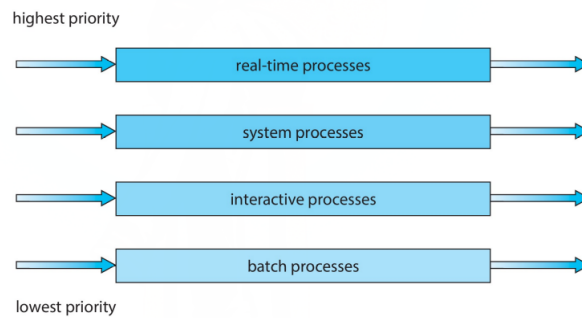 highest priority
real-time processes
system processes
interactive processes
batch processes
lowest priority